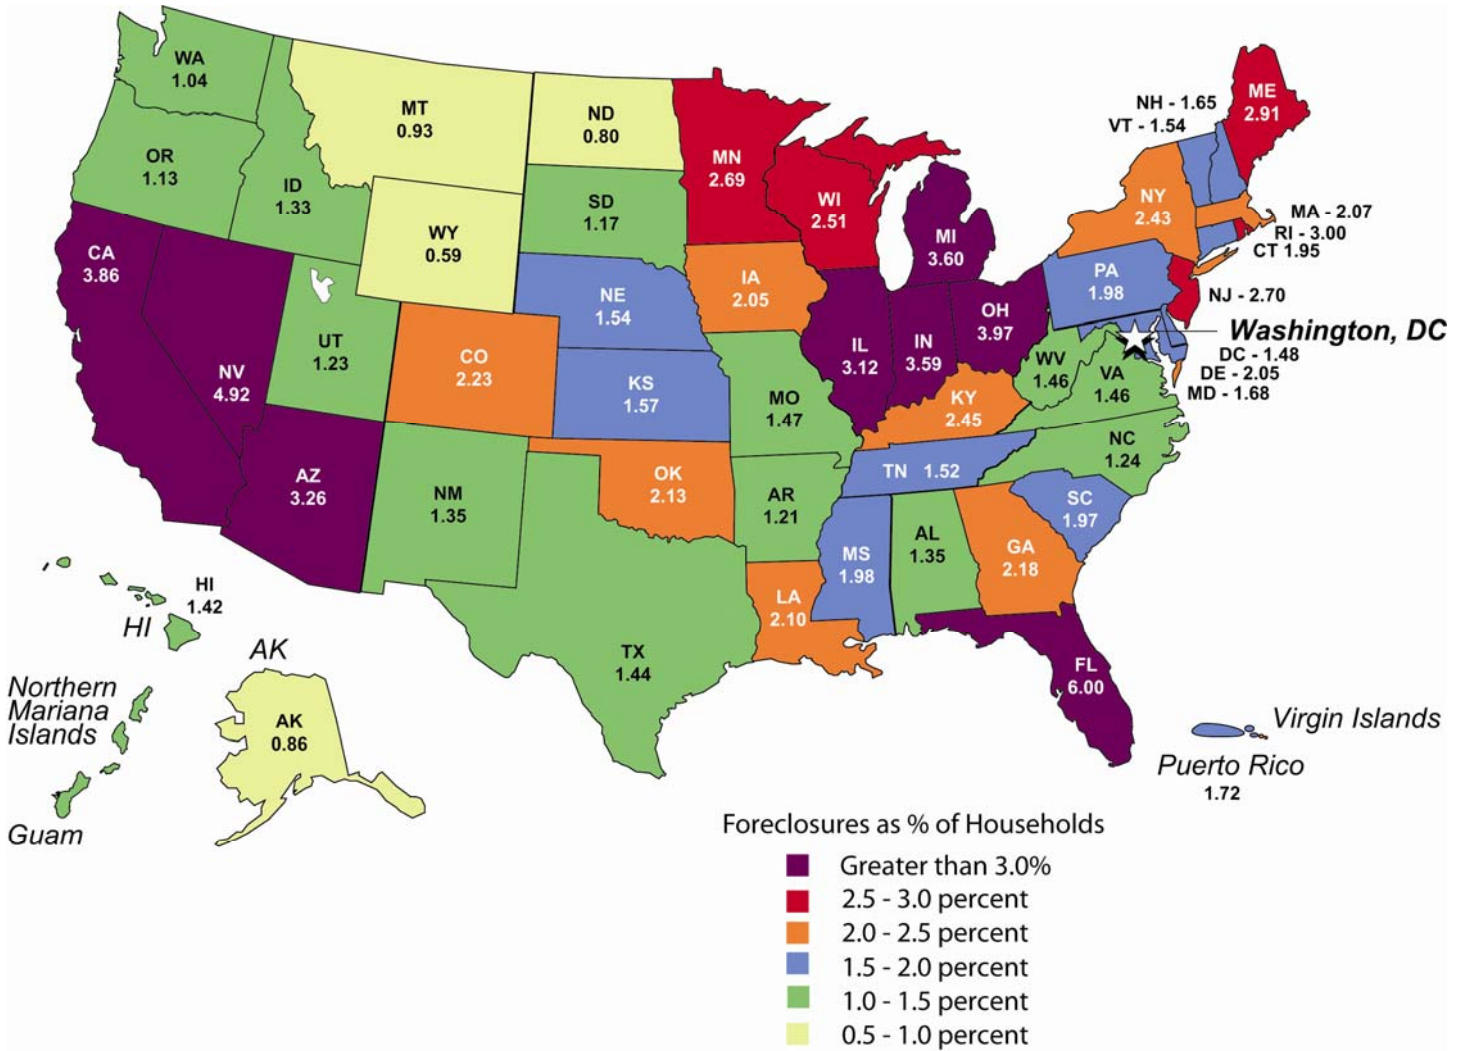 WA
1.04
MT
0.93
ND
0.80
MN
2.69
OR
1.13
ID
1.33
WY
0.59
SD
1.17
WI
2.51
MI
3.60
NY
2.43
ME
2.91
NH - 1.65
VT - 1.54
MA - 2.07
RI - 3.00
CT 1.95
CA
3.86
NV
4.92
UT
1.23
CO
2.23
NE
1.54
KS
1.57
IA
2.05
MO
1.47
IL
3.12
IN
3.59
OH
3.97
PA
1.98
NJ - 2.70
Washington, DC
DC - 1.48
DE - 2.05
MD - 1.68
WV
1.46
VA
1.46
KY
2.45
NC
1.24
TN 1.52
SC
1.97
AZ
3.26
NM
1.35
OK
2.13
AR
1.21
MS
1.98
AL
1.35
GA
2.18
LA
2.10
TX
1.44
FL
6.00
HI
1.42
HI
AK
AK
0.86
Northern
Mariana
Islands
Guam
Virgin Islands
Puerto Rico
1.72
Foreclosures as % of Households
Greater than 3.0%
2.5 - 3.0 percent
2.0 - 2.5 percent
1.5 - 2.0 percent
1.0 - 1.5 percent
0.5 - 1.0 percent